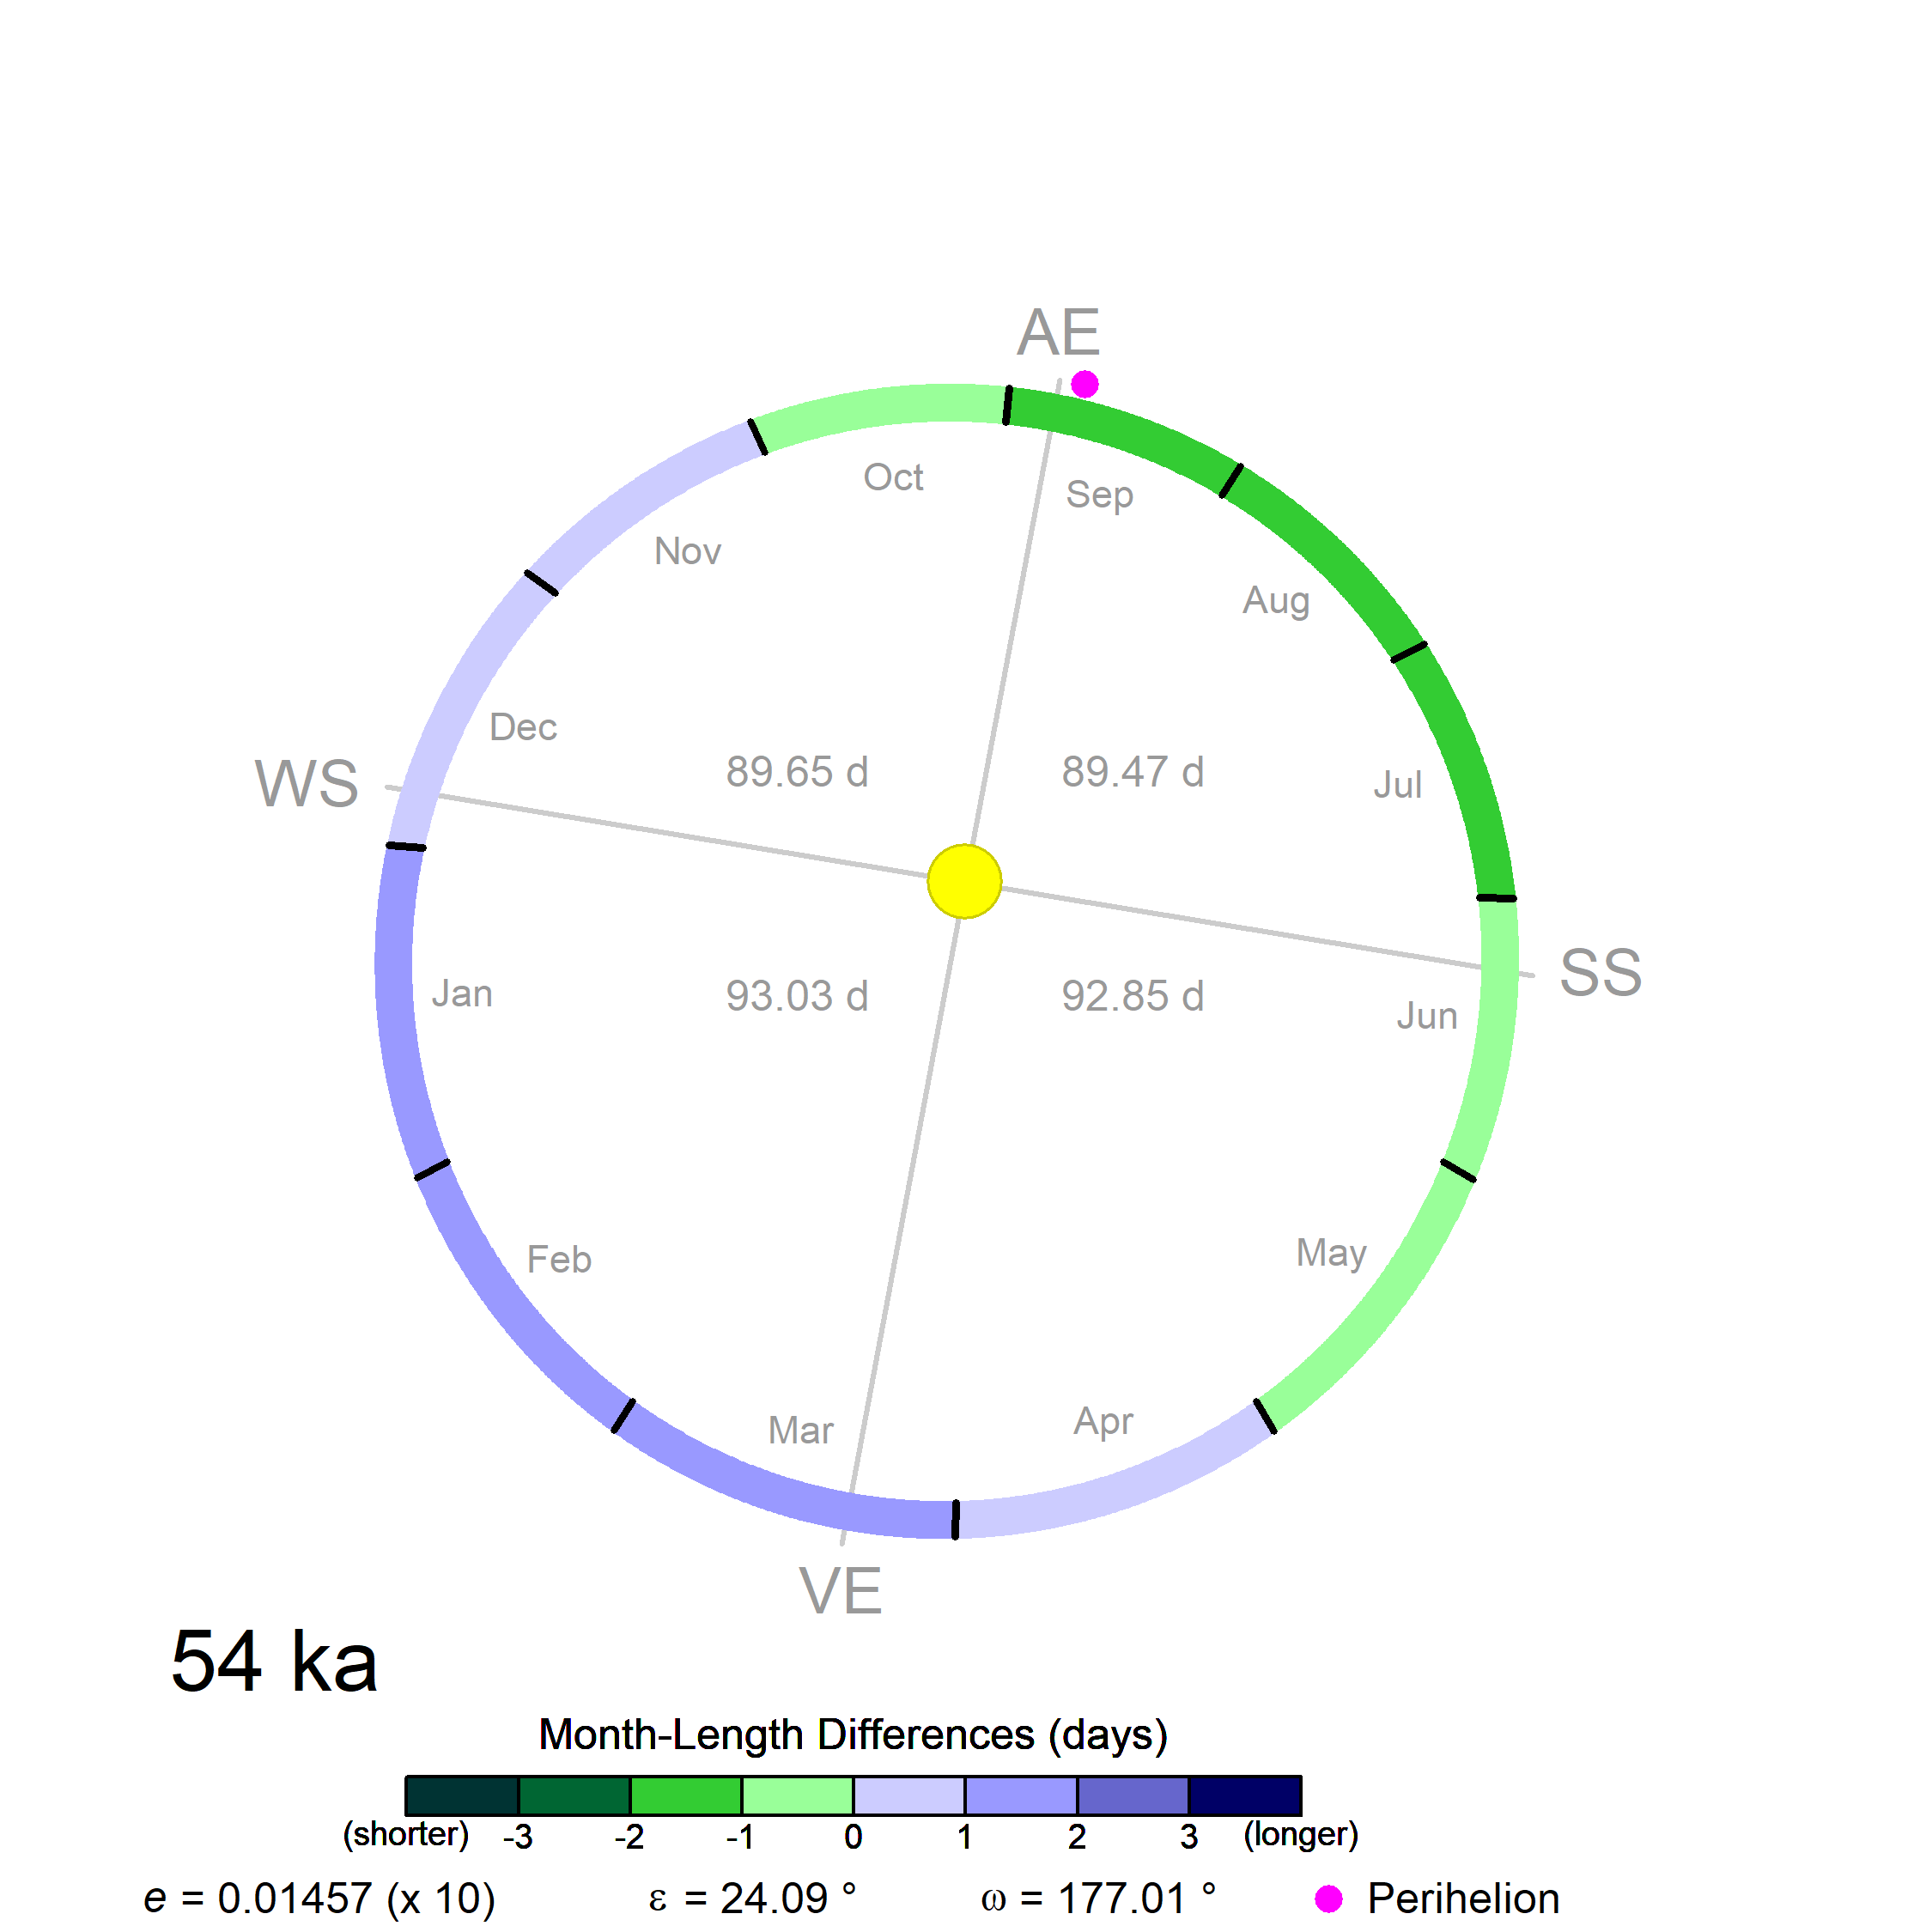 AE
Oct
Sep
Nov
Aug
Dec
WS
89.65 d
89.47 d
Jul
SS
Jan
93.03 d
92.85 d
Jun
Feb
May
Mar
Apr
VE
54 ka
Month-Length Differences (days)
(shorter) -3 -2 -1 0 1 2 3 (longer)
e = 0.01457 (x 10) ε = 24.09 ° ω = 177.01 ° Perihelion